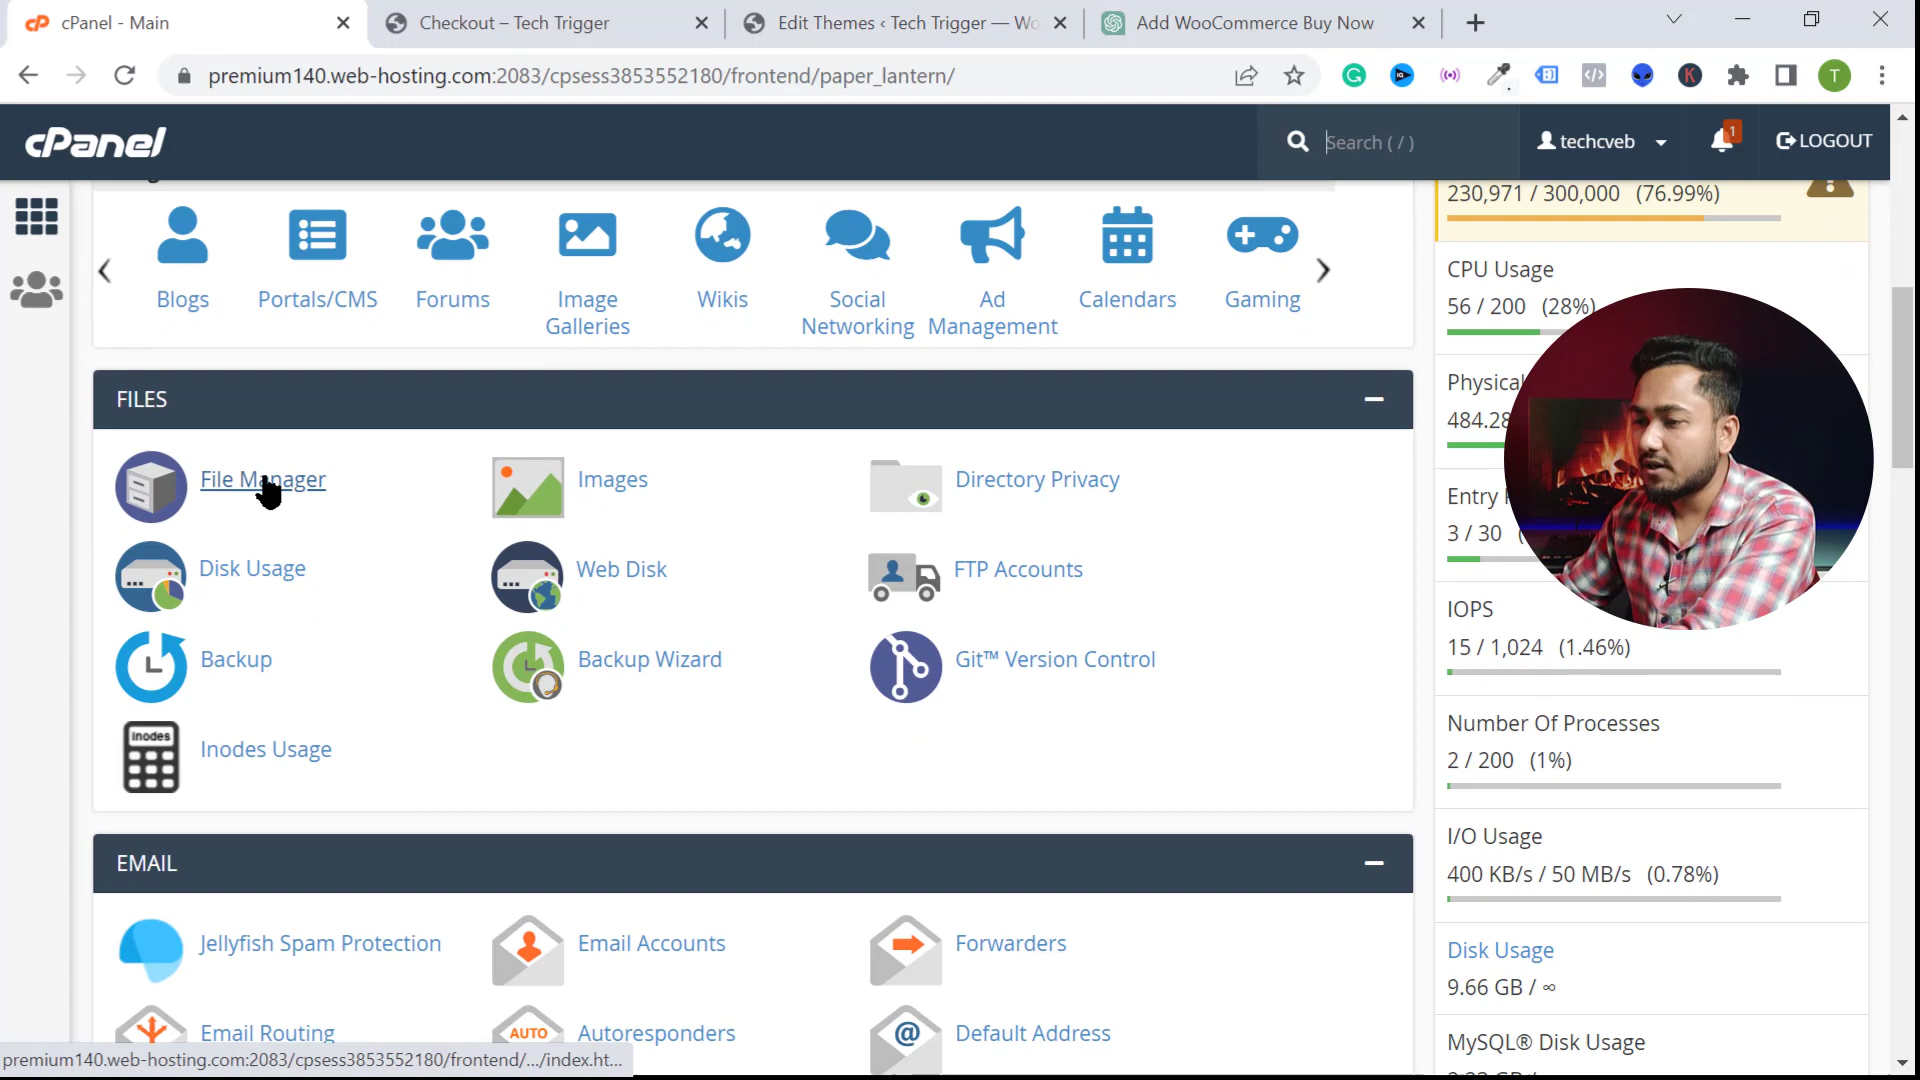 cPanel - Main
Checkout – Tech Trigger
Edit Themes ‹ Tech Trigger — Wo
Add WooCommerce Buy Now
premium140.web-hosting.com:2083/cpsess3853552180/frontend/paper_lantern/
T
cPanel
Search ( / )
techcveb
1
LOGOUT
230,971 / 300,000 (76.99%)
Blogs
Portals/CMS
Forums
Image Galleries
Wikis
Social Networking
Ad Management
Calendars
Gaming
CPU Usage
56 / 200 (28%)
Physical
484.28
Entry
3 / 30
IOPS
15 / 1,024 (1.46%)
Number Of Processes
2 / 200 (1%)
I/O Usage
400 KB/s / 50 MB/s (0.78%)
Disk Usage
9.66 GB / ∞
MySQL® Disk Usage
FILES
File Manager
Images
Directory Privacy
Disk Usage
Web Disk
FTP Accounts
Backup
Backup Wizard
Git™ Version Control
inodes
Inodes Usage
EMAIL
Jellyfish Spam Protection
Email Accounts
Forwarders
Email Routing
AUTO
Autoresponders
@
Default Address
premium140.web-hosting.com:2083/cpsess3853552180/frontend/.../index.ht...